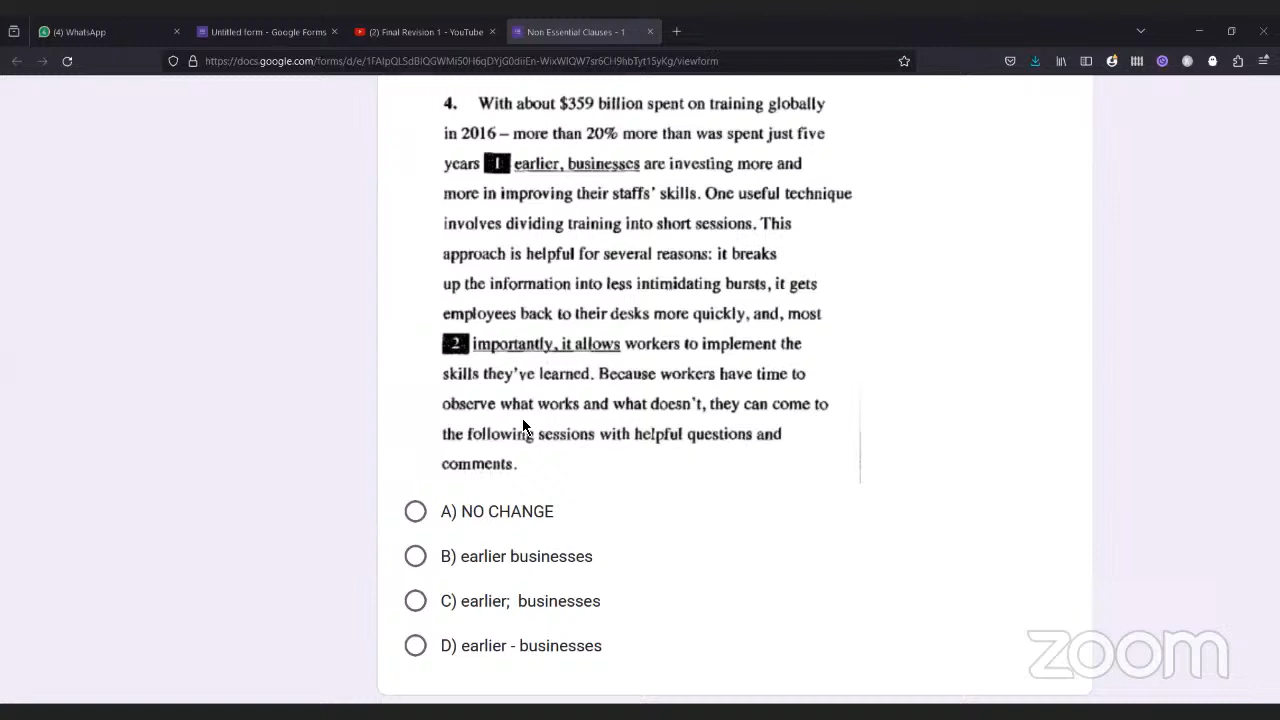 (4) WhatsApp
Untitled form - Google Forms
(2) Final Revision 1 - YouTube
Non Essential Clauses - 1
https://docs.google.com/forms/d/e/1FAIpQLSdBIQGWMi50H6qDYjG0diiEn-WixWIQW7sr6CH9hbTyt15yKg/viewform
4. With about $359 billion spent on training globally
in 2016 – more than 20% more than was spent just five
years 1 earlier, businesses are investing more and
more in improving their staffs' skills. One useful technique
involves dividing training into short sessions. This
approach is helpful for several reasons: it breaks
up the information into less intimidating bursts, it gets
employees back to their desks more quickly, and, most
2 importantly, it allows workers to implement the
skills they've learned. Because workers have time to
observe what works and what doesn't, they can come to
the following sessions with helpful questions and
comments.
A) NO CHANGE
B) earlier businesses
C) earlier; businesses
D) earlier - businesses
zoom